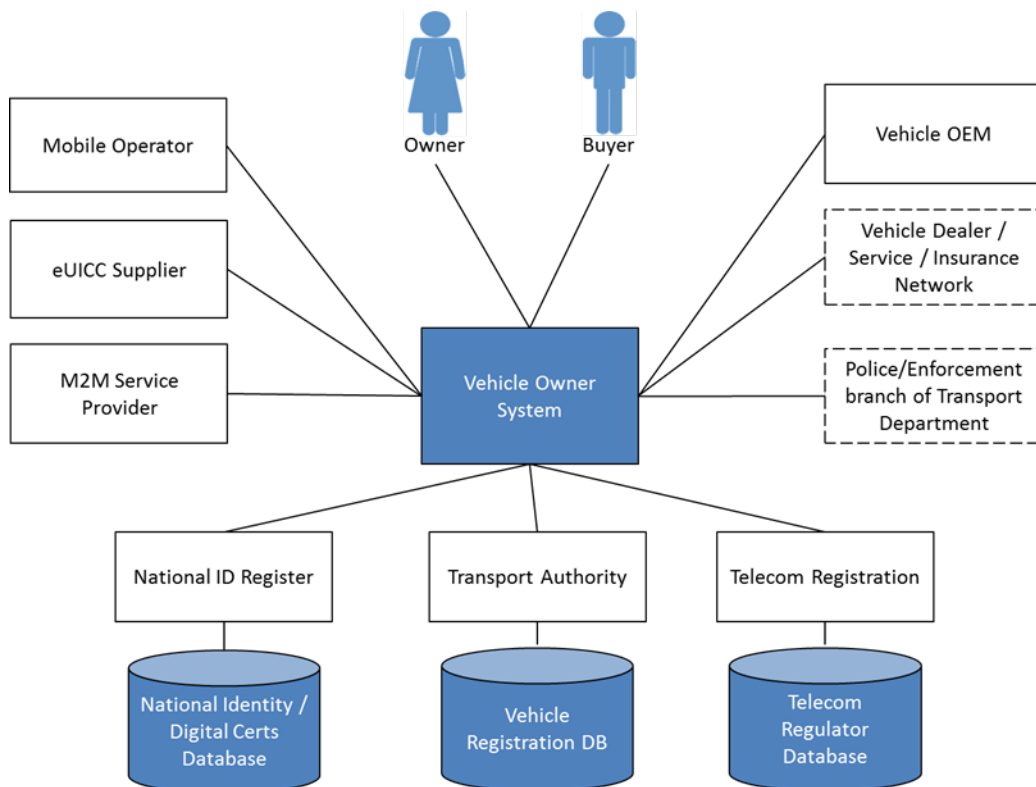 Owner
Buyer
Mobile Operator
eUICC Supplier
M2M Service
Provider
Vehicle OEM
Vehicle Dealer /
Service / Insurance
Network
Police/Enforcement
branch of Transport
Department
Vehicle Owner
System
National ID Register
Transport Authority
Telecom Registration
National Identity /
Digital Certs
Database
Vehicle
Registration DB
Telecom
Regulator
Database